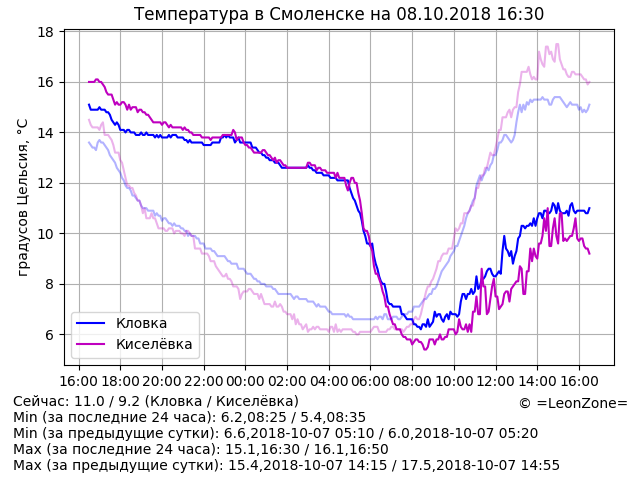 Температура в Смоленске на 08.10.2018 16:30
18
16
14
12
10
8
6
градусов Цельсия, °C
Кловка
Киселёвка
16:00 18:00 20:00 22:00 00:00 02:00 04:00 06:00 08:00 10:00 12:00 14:00 16:00
Сейчас: 11.0 / 9.2 (Кловка / Киселёвка)
© =LeonZone=
Min (за последние 24 часа): 6.2,08:25 / 5.4,08:35
Min (за предыдущие сутки): 6.6,2018-10-07 05:10 / 6.0,2018-10-07 05:20
Max (за последние 24 часа): 15.1,16:30 / 16.1,16:50
Max (за предыдущие сутки): 15.4,2018-10-07 14:15 / 17.5,2018-10-07 14:55